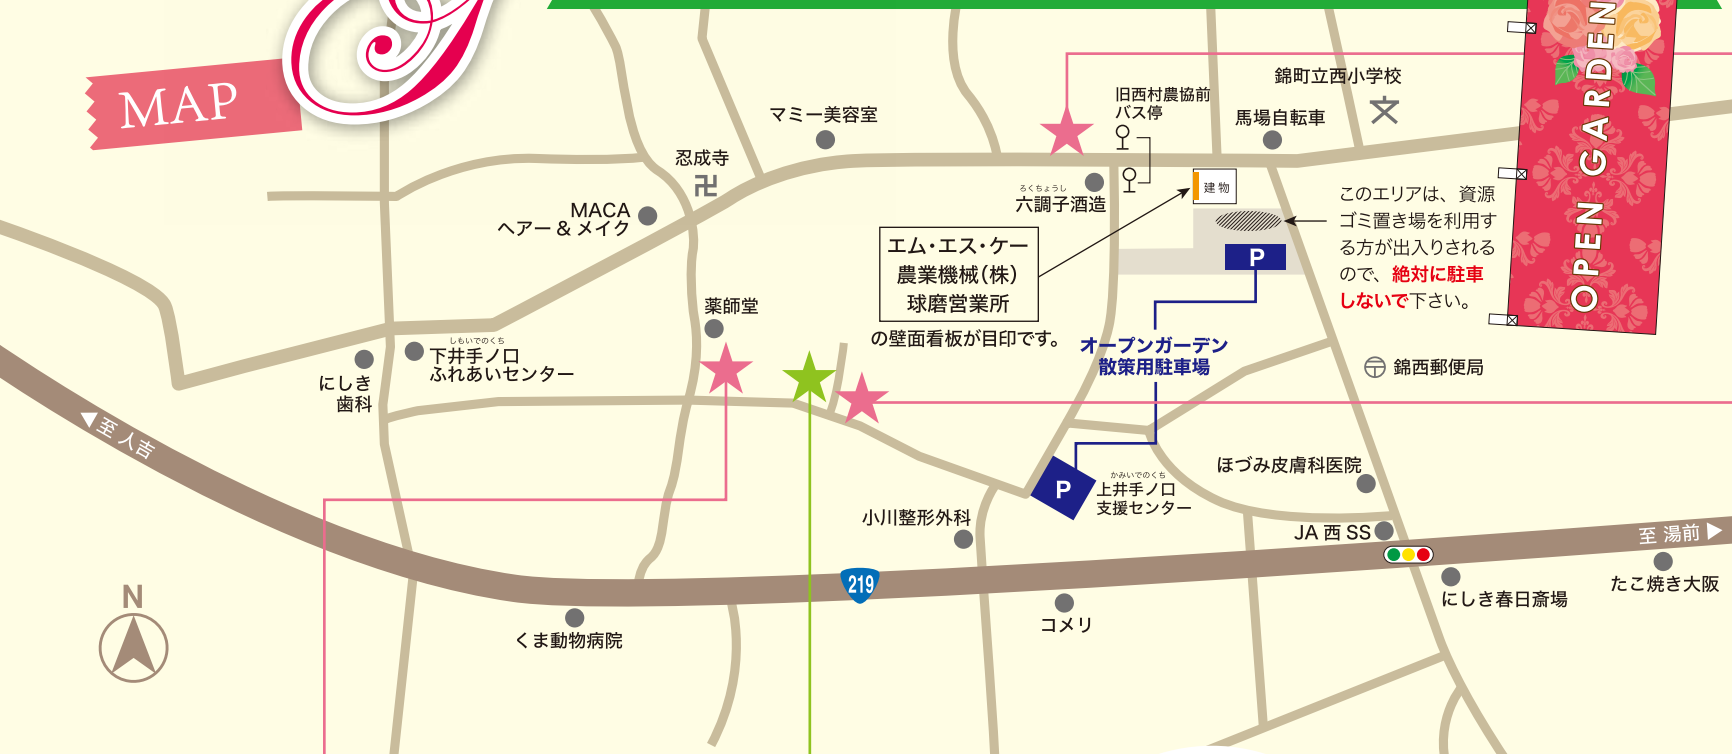 MAP
錦町立西小学校
旧西村農協前
バス停
馬場自転車
マミー美容室
忍成寺
建物
ろくちょうし
六調子酒造
MACA
ヘアー & メイク
このエリアは、資源
ゴミ置き場を利用す
る方が出入りされる
ので、絶対に駐車
しないで下さい。
OPEN GARDEN
エム・エス・ケー
農業機械(株)
球磨営業所
の壁面看板が目印です。
P
薬師堂
しもいでのくち
下井手ノ口
ふれあいセンター
にしき
歯科
オープンガーデン
散策用駐車場
錦西郵便局
◀至 人吉
ほづみ皮膚科医院
P
かみいでのくち
上井手ノ口
支援センター
小川整形外科
JA 西 SS
至 湯前▶
219
たこ焼き大阪
にしき春日斎場
N
コメリ
くま動物病院